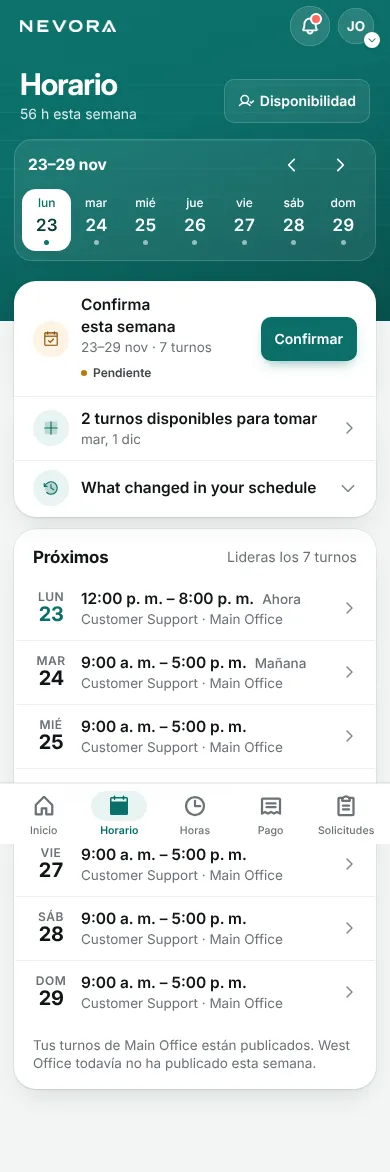 NEVORA
JO
Horario
56 h esta semana
Disponibilidad
23–29 nov
lun mar mié jue vie sáb dom
23 24 25 26 27 28 29
Confirma
esta semana
23–29 nov · 7 turnos
Pendiente
Confirmar
2 turnos disponibles para tomar
mar, 1 dic
What changed in your schedule
Próximos
Lideras los 7 turnos
LUN
23
12:00 p. m. – 8:00 p. m. Ahora
Customer Support · Main Office
MAR
24
9:00 a. m. – 5:00 p. m. Mañana
Customer Support · Main Office
MIÉ
25
9:00 a. m. – 5:00 p. m.
Customer Support · Main Office
Inicio
Horario
Horas
Pago
Solicitudes
VIE
27
9:00 a. m. – 5:00 p. m.
Customer Support · Main Office
SÁB
28
9:00 a. m. – 5:00 p. m.
Customer Support · Main Office
DOM
29
9:00 a. m. – 5:00 p. m.
Customer Support · Main Office
Tus turnos de Main Office están publicados. West
Office todavía no ha publicado esta semana.